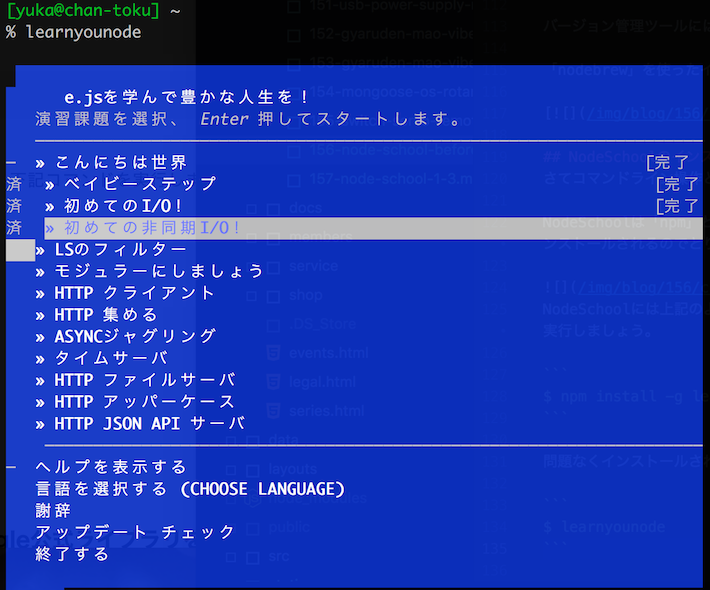 [yuka@chan-toku] ~
% learnyounode
e.jsを学んで豊かな人生を！
演習課題を選択、 Enter 押してスタートします。
» こんにちは世界 [完了
済 » ベイビーステップ [完了
済 » 初めてのI/O! [完了
済 » 初めての非同期I/O!
» LSのフィルター
» モジュラーにしましょう
» HTTP クライアント
» HTTP 集める
» ASYNCジャグリング
» タイムサーバ
» HTTP ファイルサーバ
» HTTP アッパーケース
» HTTP JSON API サーバ
ヘルプを表示する
言語を選択する (CHOOSE LANGUAGE)
謝辞
アップデート チェック
終了する
151-usb-power-supply-
152-gyaruden-mao-vibe
153-gyaruden-mao-vibe
154-mongoose-os-rota
157-node-school-1-3.m
docs
members
service
shop
.DS_Store
events.html
legal.html
series.html
data
layouts
public
src
バージョン管理ツールには
「nodebrew」を使った
## NodeSchool
さてコマンドライ
NodeSchoolは「npm」
ンストールされるのでと
NodeSchoolには上記の
実行しましょう。
$ npm install -g le
問題なくインストールさ
$ learnyounode